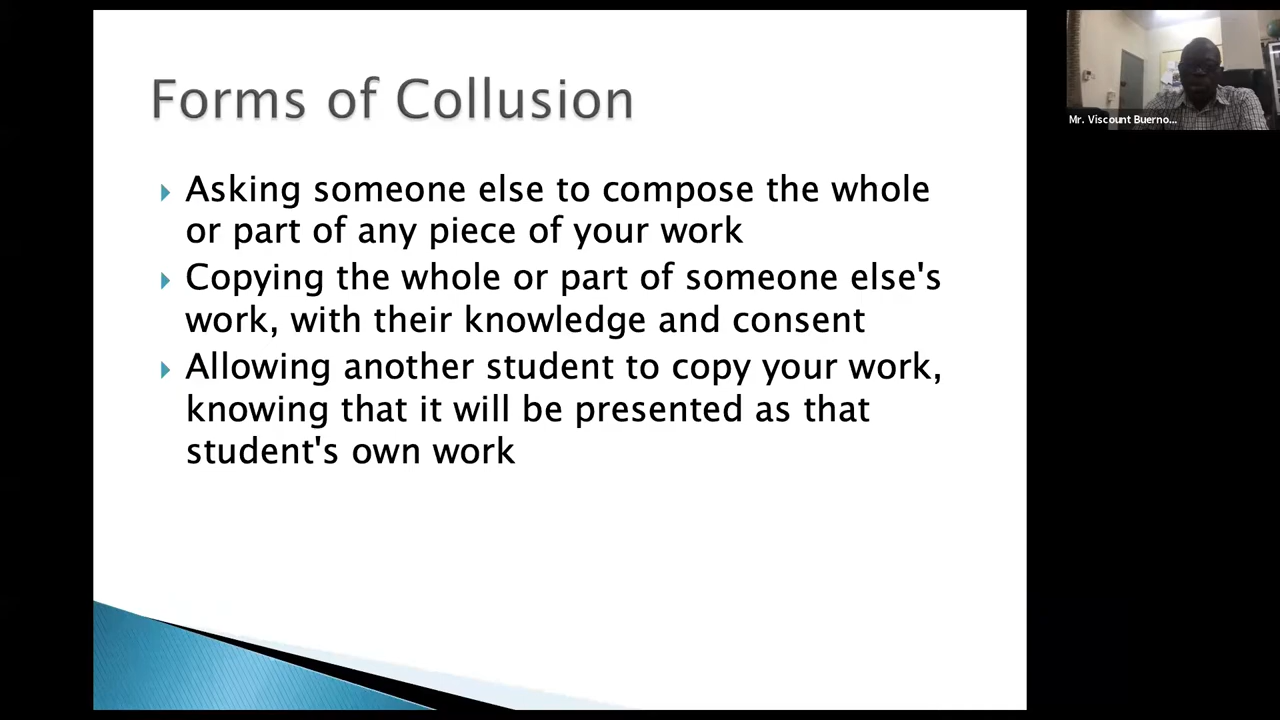 Forms of Collusion
Asking someone else to compose the whole
or part of any piece of your work
Copying the whole or part of someone else's
work, with their knowledge and consent
Allowing another student to copy your work,
knowing that it will be presented as that
student's own work
Mr. Viscount Buerno...